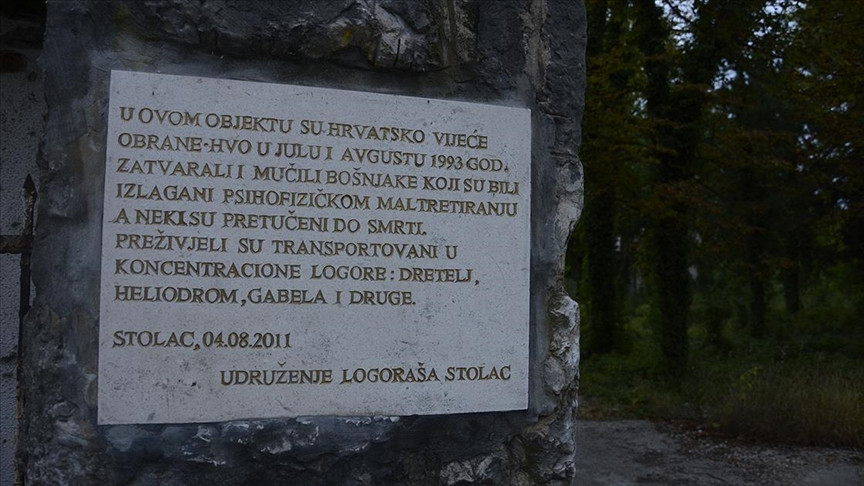 U OVOM OBJEKTU SU HRVATSKO VIJEĆE
OBRANE-HVO U JULU I AVGUSTU 1993 GOD.
ZATVARALI I MUČILI BOŠNJAKE KOJI SU BILI
IZLAGANI PSIHOFIZIČKOM MALTRETIRANJU
A NEKI SU PRETUČENI DO SMRTI.
PREŽIVJELI SU TRANSPORTOVANI U
KONCENTRACIONE LOGORE: DRETELJ,
HELIODROM, GABELA I DRUGE.
STOLAC, 04.08.2011
UDRUŽENJE LOGORAŠA STOLAC